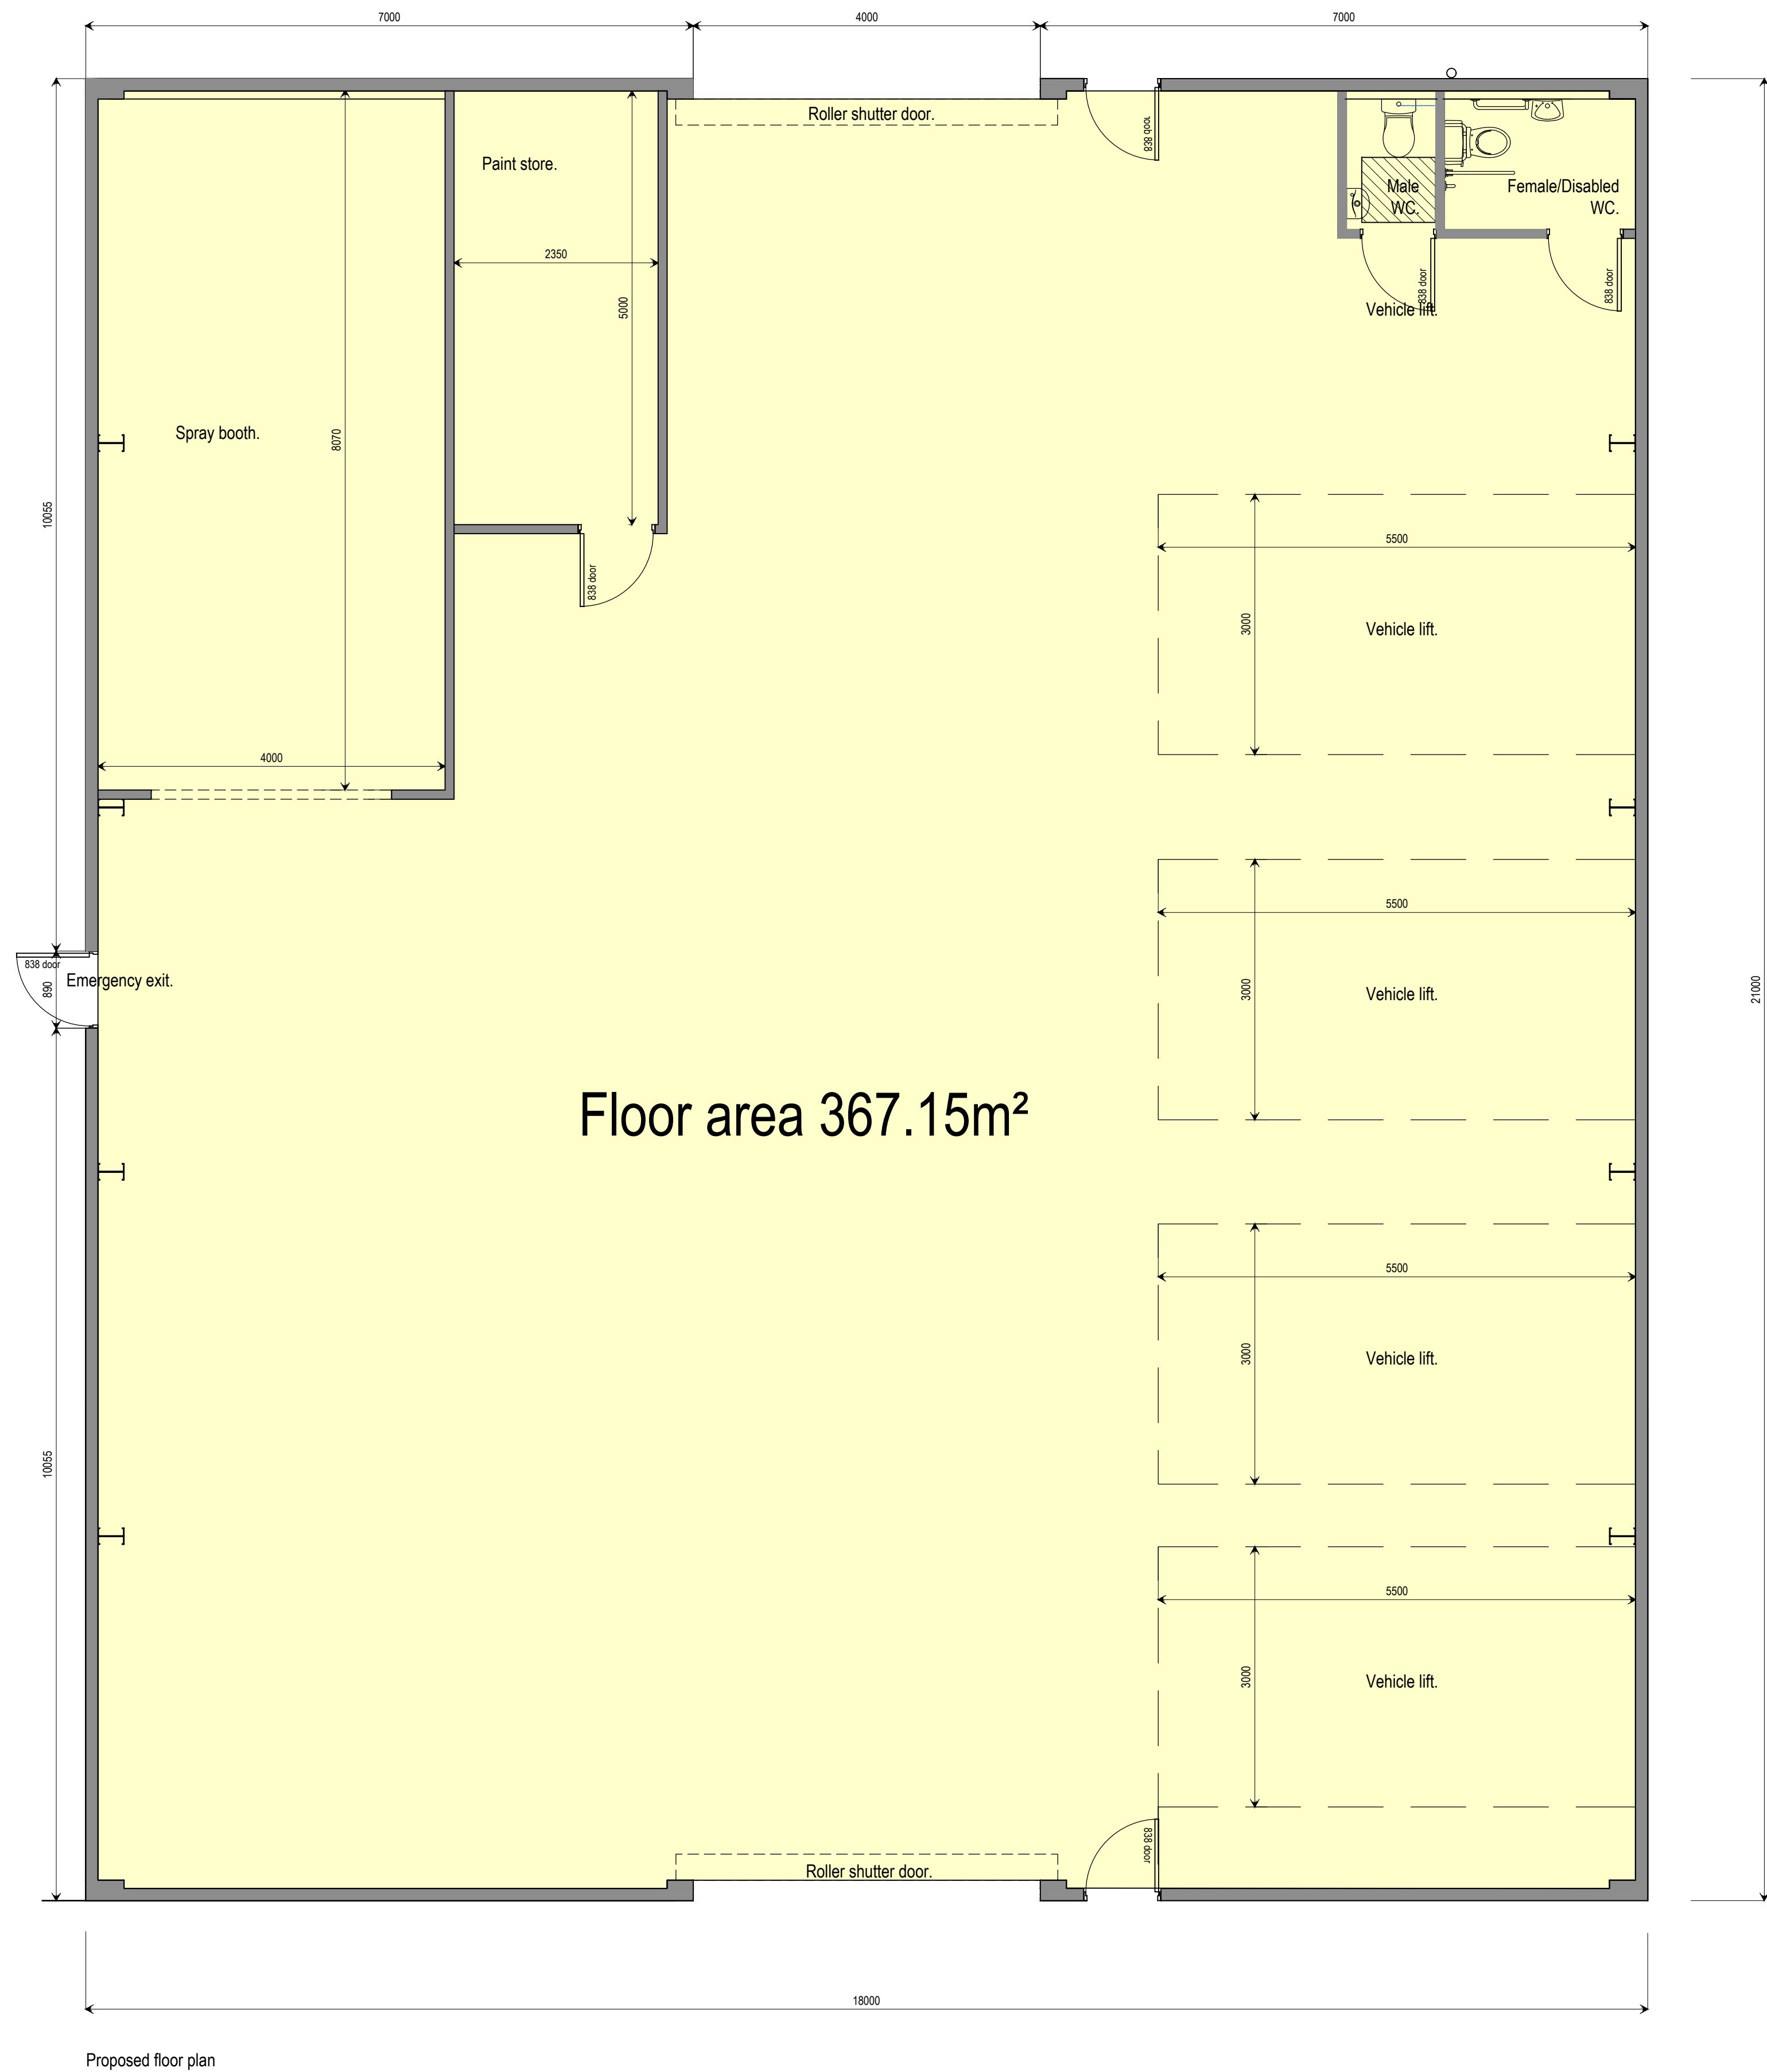 7000
4000
7000
Roller shutter door.
838 door
Paint store.
Male
WC.
Female/Disabled
WC.
2350
5000
838 door
838 door
Vehicle lift.
Spray booth.
8070
10055
5500
838 door
3000
Vehicle lift.
4000
5500
838 door
890
Emergency exit.
3000
Vehicle lift.
21000
Floor area 367.15m²
5500
3000
Vehicle lift.
10055
5500
3000
Vehicle lift.
838 door
Roller shutter door.
18000
Proposed floor plan